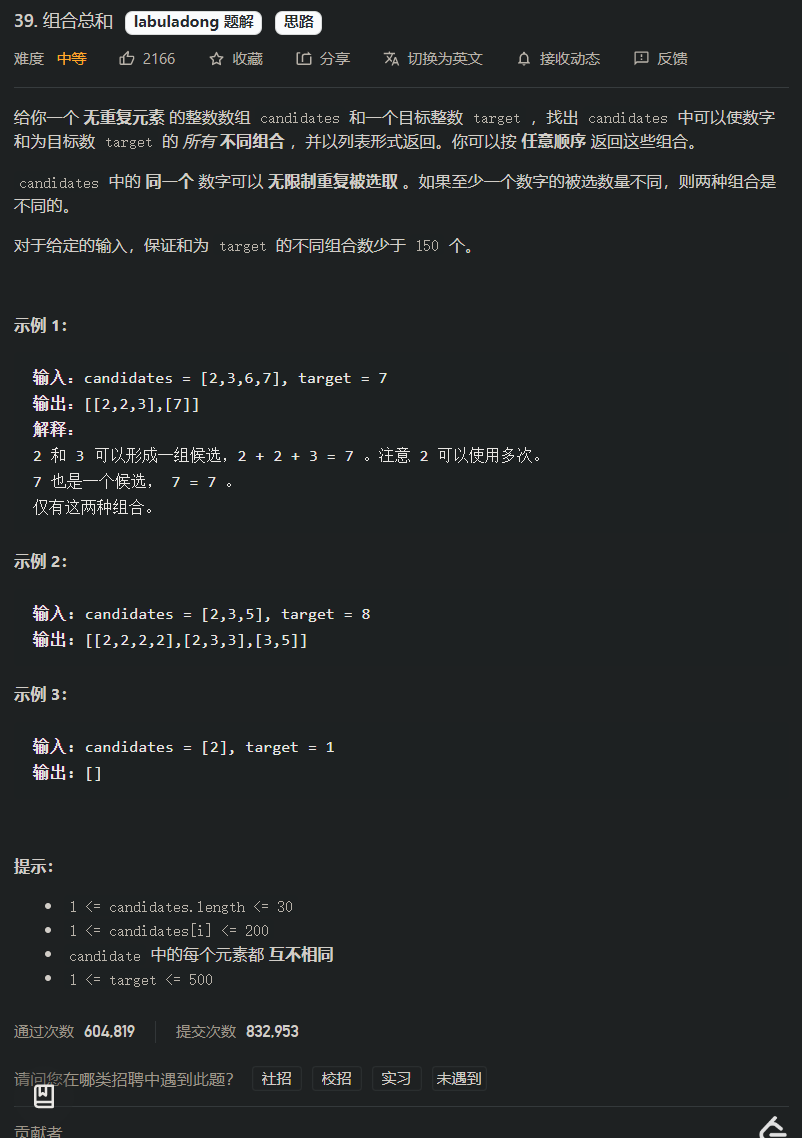 39. 组合总和 labuladong 题解 思路
难度 中等 2166 收藏 分享 切换为英文 接收动态 反馈
给你一个 无重复元素 的整数数组 candidates 和一个目标整数 target ，找出 candidates 中可以使数字
和为目标数 target 的 所有 不同组合 ，并以列表形式返回。你可以按 任意顺序 返回这些组合。
candidates 中的 同一个 数字可以 无限制重复被选取 。如果至少一个数字的被选数量不同，则两种组合是
不同的。
对于给定的输入，保证和为 target 的不同组合数少于 150 个。
示例 1：
输入：candidates = [2,3,6,7], target = 7
输出：[[2,2,3],[7]]
解释：
2 和 3 可以形成一组候选，2 + 2 + 3 = 7 。注意 2 可以使用多次。
7 也是一个候选， 7 = 7 。
仅有这两种组合。
示例 2：
输入：candidates = [2,3,5], target = 8
输出：[[2,2,2,2],[2,3,3],[3,5]]
示例 3：
输入：candidates = [2], target = 1
输出：[]
提示：
1 <= candidates.length <= 30
1 <= candidates[i] <= 200
candidate 中的每个元素都 互不相同
1 <= target <= 500
通过次数 604,819 提交次数 832,953
请问您在哪类招聘中遇到此题？ 社招 校招 实习 未遇到
贡献者